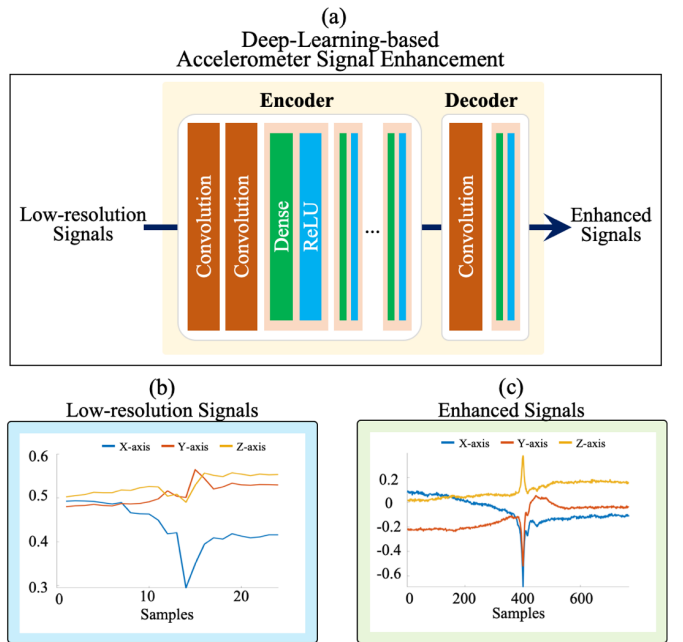 (a)
Deep-Learning-based
Accelerometer Signal Enhancement
Encoder
Decoder
Low-resolution
Signals
Convolution
Convolution
Dense
ReLU
...
Convolution
Enhanced
Signals
(b)
Low-resolution Signals
X-axis Y-axis Z-axis
0.6
0.5
0.4
0.3
0 10 20
Samples
(c)
Enhanced Signals
X-axis Y-axis Z-axis
0.2
0
-0.2
-0.4
-0.6
0 200 400 600
Samples